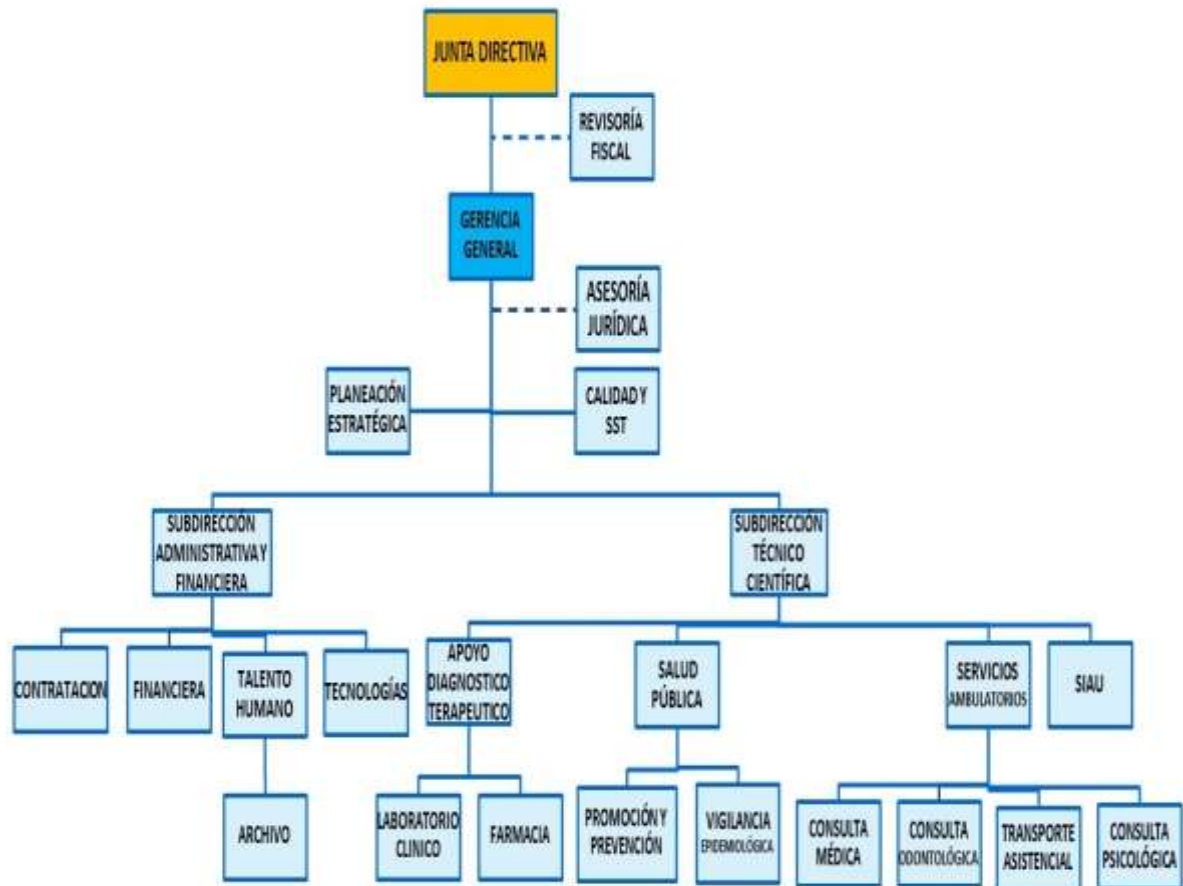 JUNTA DIRECTIVA
REVISORÍA
FISCAL
GERENCIA
GENERAL
ASESORÍA
JURÍDICA
PLANEACIÓN
ESTRATÉGICA
CALIDAD Y
SST
SUBDIRECCIÓN
ADMINISTRATIVA Y
FINANCIERA
SUBDIRECCIÓN
TÉCNICO
CIENTÍFICA
CONTRATACION
FINANCIERA
TALENTO
HUMANO
TECNOLOGÍAS
APOYO
DIAGNOSTICO
TERAPEUTICO
SALUD
PÚBLICA
SERVICIOS
AMBULATORIOS
SIAU
ARCHIVO
LABORATORIO
CLINICO
FARMACIA
PROMOCIÓN Y
PREVENCIÓN
VIGILANCIA
EPIDEMIOLÓGICA
CONSULTA
MÉDICA
CONSULTA
ODONTOLÓGICA
TRANSPORTE
ASISTENCIAL
CONSULTA
PSICOLÓGICA